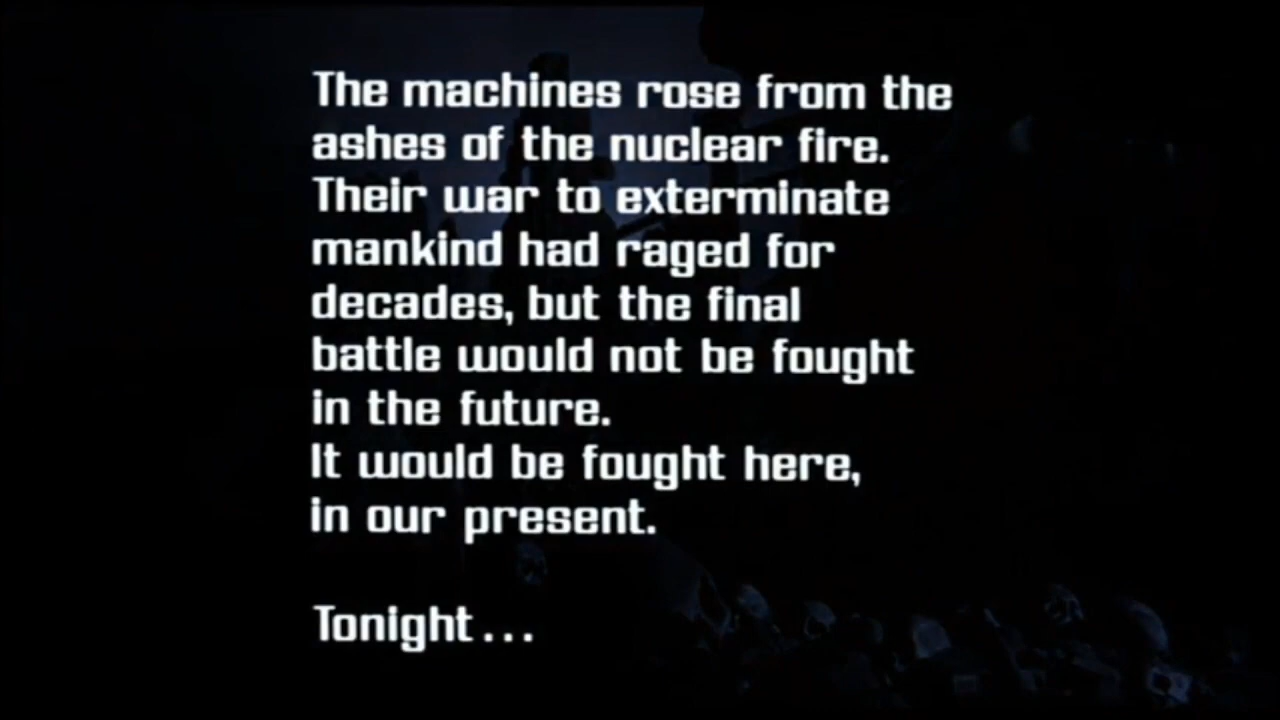 The machines rose from the
ashes of the nuclear fire.
Their war to exterminate
mankind had raged for
decades, but the final
battle would not be fought
in the future.
It would be fought here,
in our present.
Tonight...